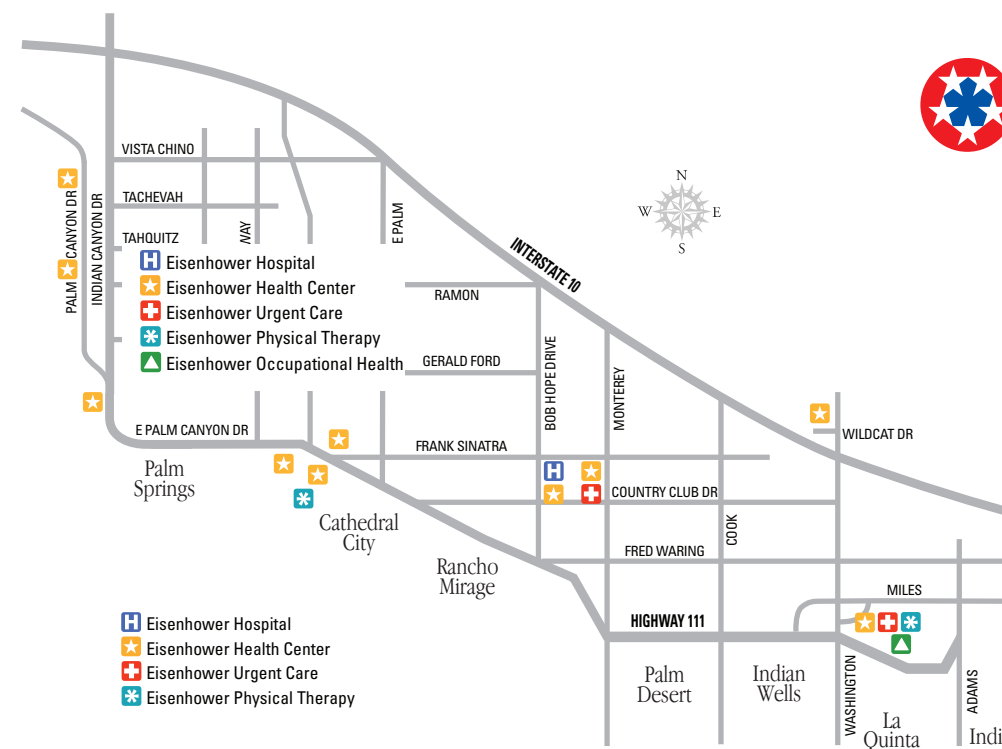 VISTA CHINO
TACHEVAH
TAHQUITZ
WAY
E PALM
PALM CANYON DR
INDIAN CANYON DR
N
W E
S
INTERSTATE 10
H Eisenhower Hospital
Eisenhower Health Center
Eisenhower Urgent Care
Eisenhower Physical Therapy
Eisenhower Occupational Health
RAMON
GERALD FORD
BOB HOPE DRIVE
MONTEREY
E PALM CANYON DR
FRANK SINATRA
WILDCAT DR
Palm
Springs
H
COUNTRY CLUB DR
Cathedral
City
COOK
FRED WARING
Rancho
Mirage
MILES
HIGHWAY 111
H Eisenhower Hospital
Eisenhower Health Center
Eisenhower Urgent Care
Eisenhower Physical Therapy
Palm
Desert
Indian
Wells
WASHINGTON
ADAMS
La
Quinta
Indi